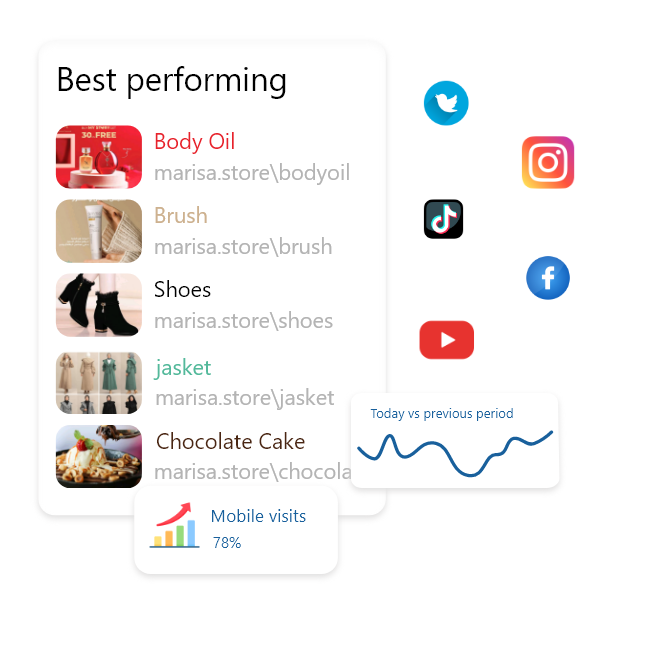 Best performing
30 FREE
Body Oil
marisa.store\bodyoil
Brush
marisa.store\brush
Shoes
marisa.store\shoes
jasket
marisa.store\jasket
Chocolate Cake
marisa.store\chocola
Today vs previous period
Mobile visits
78%